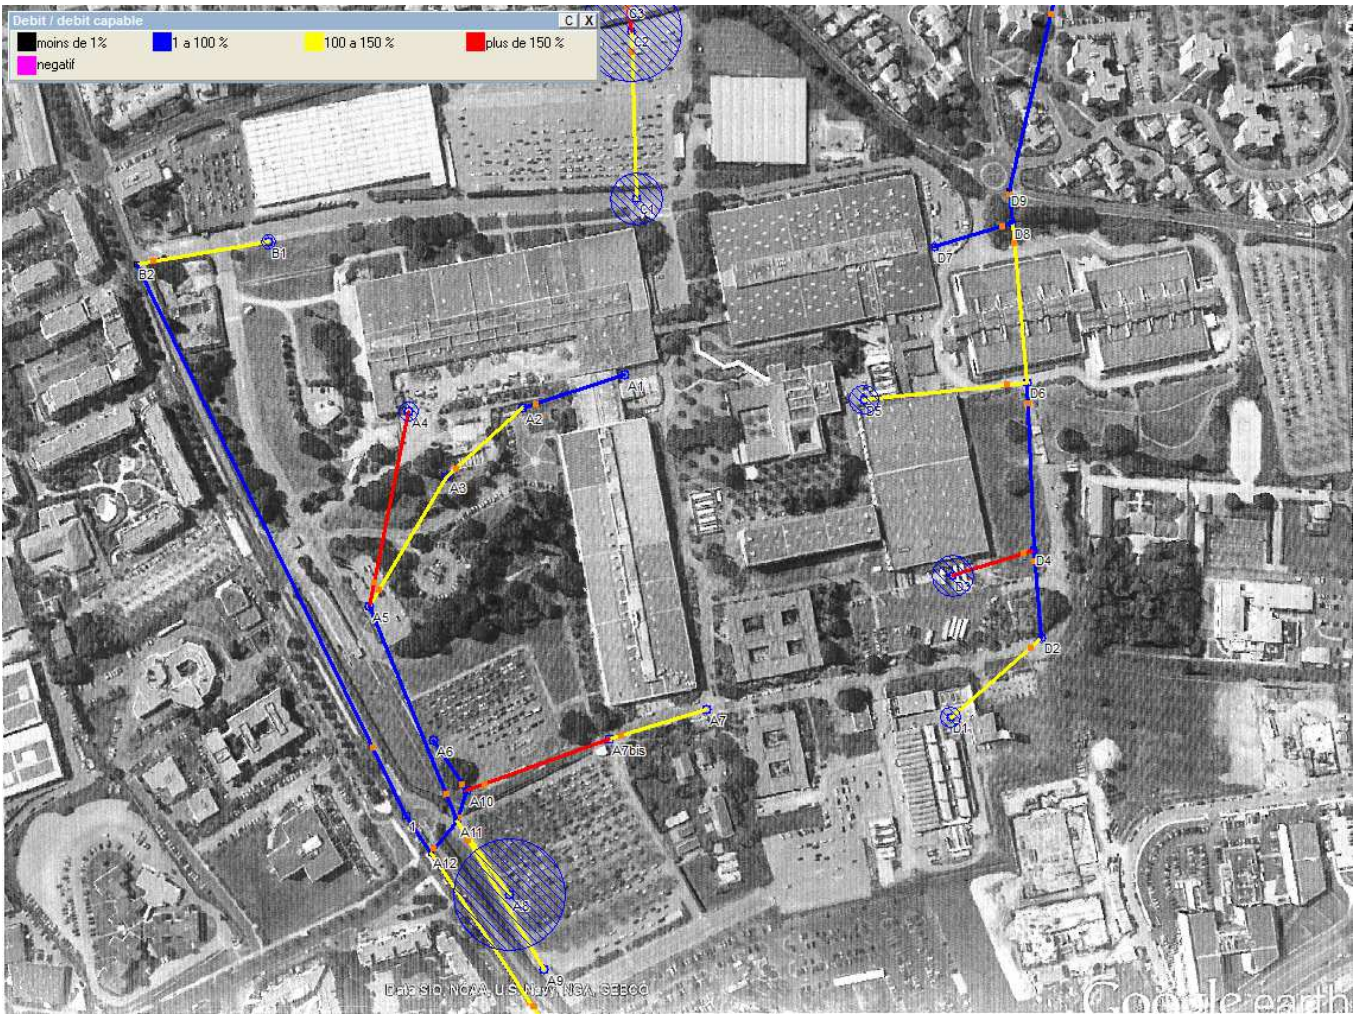 Debit / debit capable
C X
moins de 1%
1 a 100 %
100 a 150 %
plus de 150 %
negatif
C3
C2
C1
D9
D8
D7
B1
B2
A1
D6
D5
A2
A4
A3
D4
D3
A5
D2
A7
D1
A6
A7bis
A10
1
A11
A12
A8
A9
Data SIO, NOAA, U.S. Navy, NGA, GEBCO
Google earth